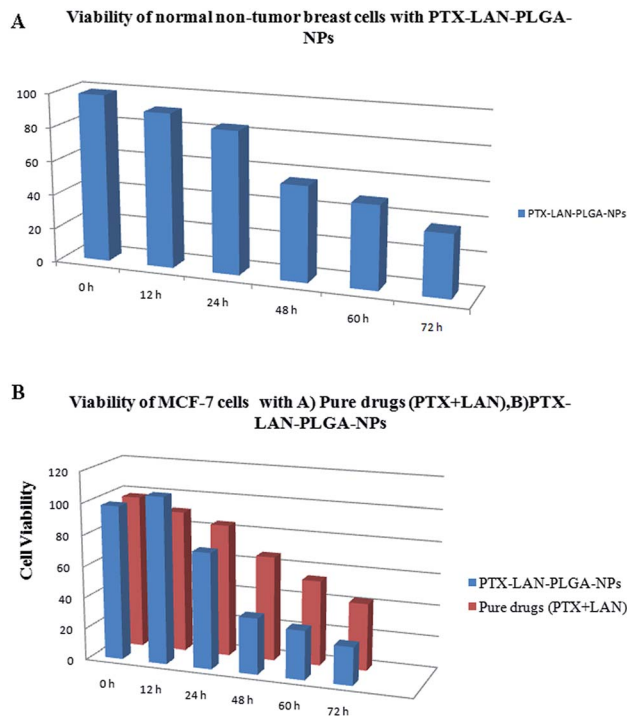 A
Viability of normal non-tumor breast cells with PTX-LAN-PLGA-
NPs
100
80
60
40
20
0
0 h
12 h
24 h
48 h
60 h
72 h
PTX-LAN-PLGA-NPs
B
Viability of MCF-7 cells with A) Pure drugs (PTX+LAN),B)PTX-
LAN-PLGA-NPs
Cell Viability
120
100
80
60
40
20
0
0 h
12 h
24 h
48 h
60 h
72 h
PTX-LAN-PLGA-NPs
Pure drugs (PTX+LAN)